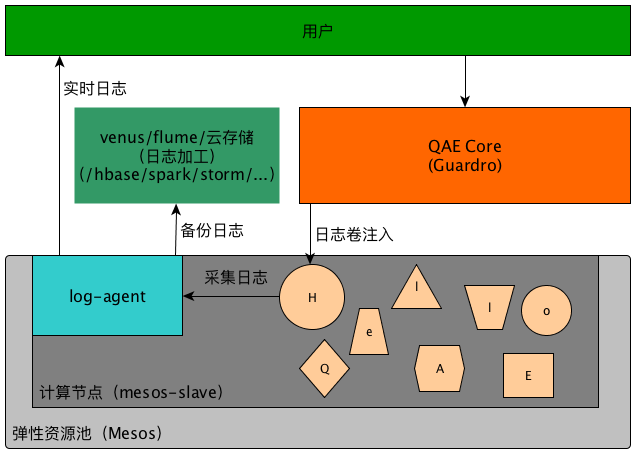 用户
实时日志
venus/flume/云存储
（日志加工）
(/hbase/spark/storm/...)
QAE Core
(Guardro)
备份日志
日志卷注入
log-agent
采集日志
H
l
l
o
e
Q
A
E
计算节点（mesos-slave）
弹性资源池（Mesos）